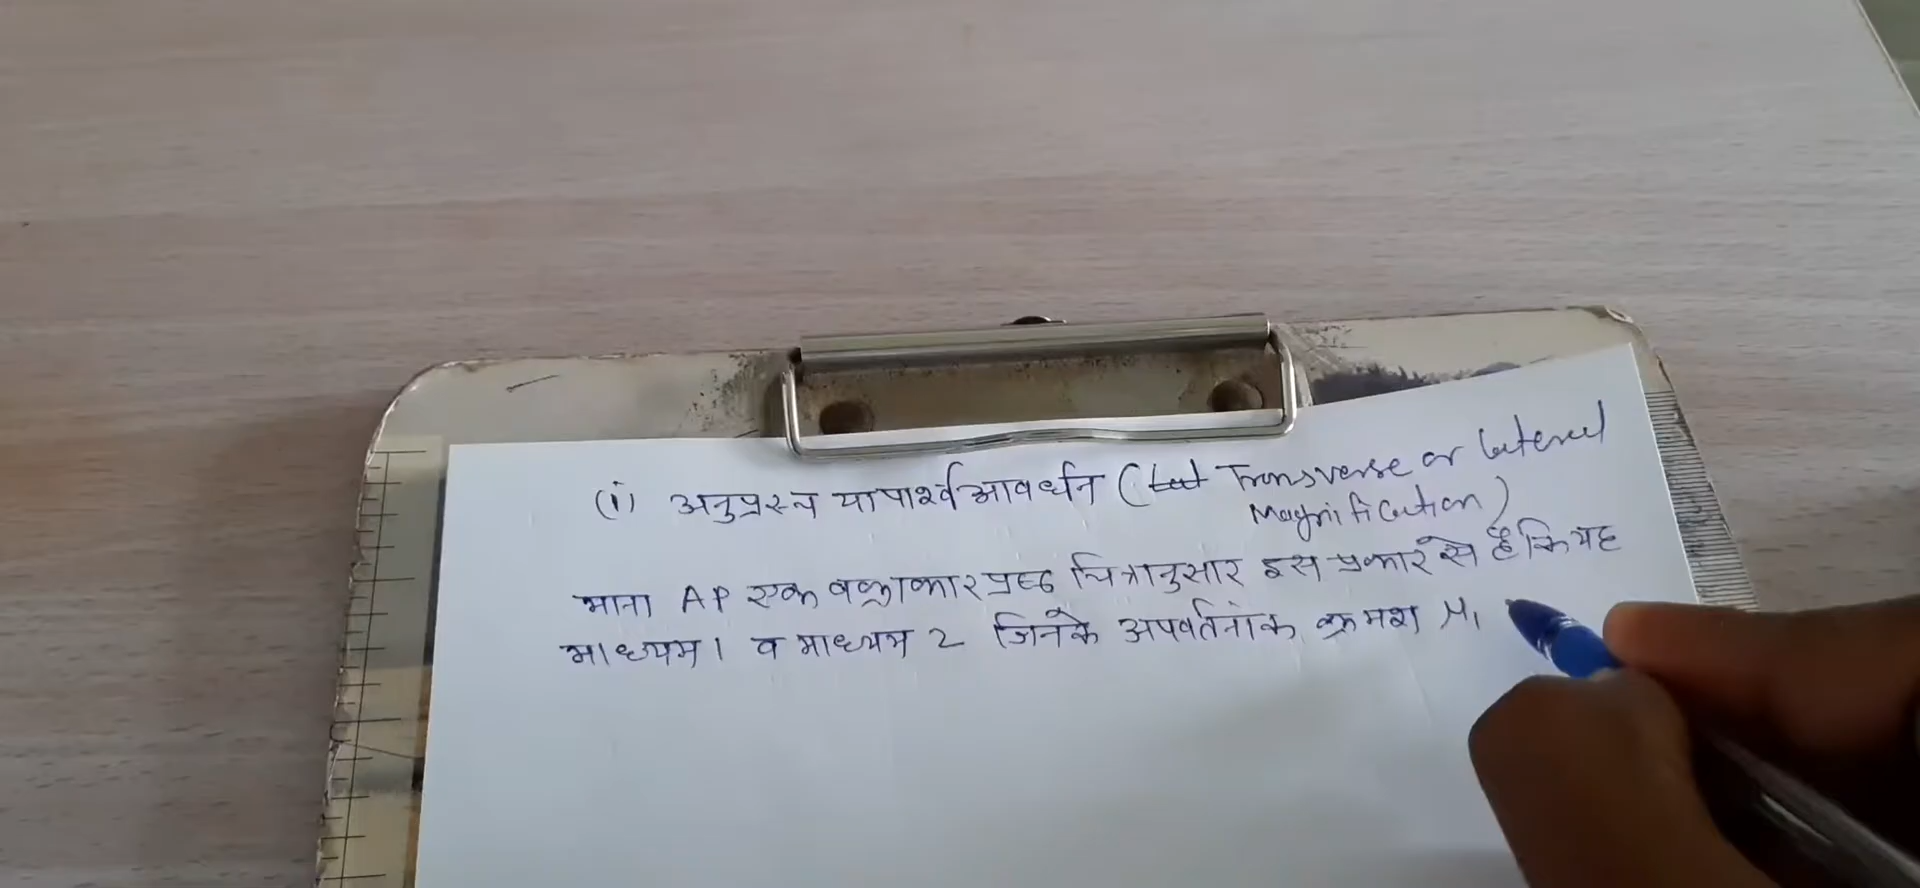 (i) अनुप्रस्त या पार्श्व आवर्धन ( Transverse or lateral
Magnification)
माना AP एक वक्राकार प्रष्ठ चित्रानुसार इस प्रकार से है कि यह
माध्यम 1 व माध्यम 2 जिनके अपवर्तनांक क्रमश μ₁